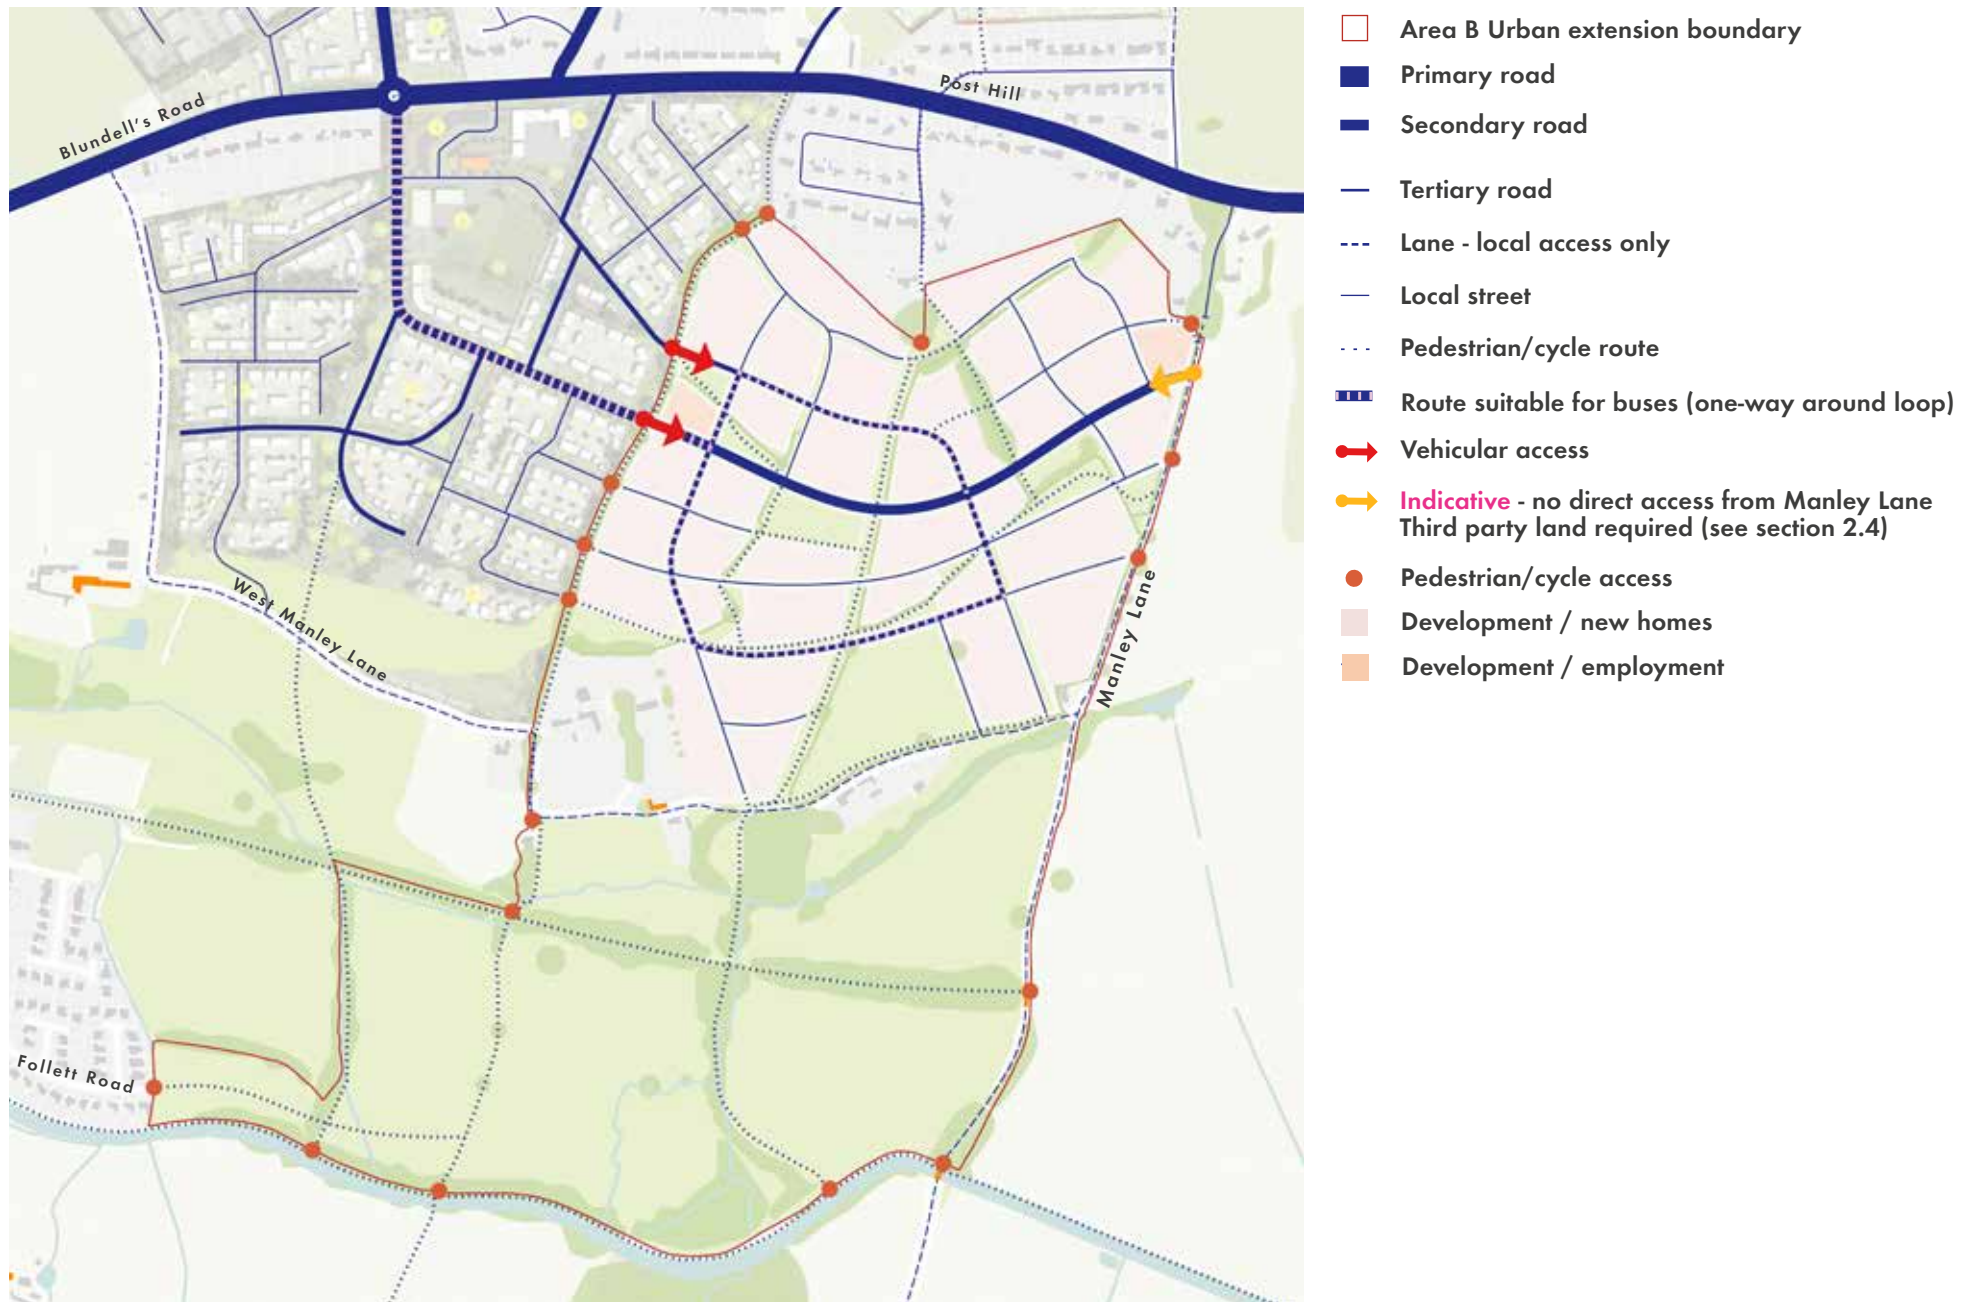 Blundell's Road
Post Hill
West Manley Lane
Manley Lane
Follett Road
Area B Urban extension boundary
Primary road
Secondary road
Tertiary road
Lane - local access only
Local street
Pedestrian/cycle route
Route suitable for buses (one-way around loop)
Vehicular access
Indicative - no direct access from Manley Lane
Third party land required (see section 2.4)
Pedestrian/cycle access
Development / new homes
Development / employment